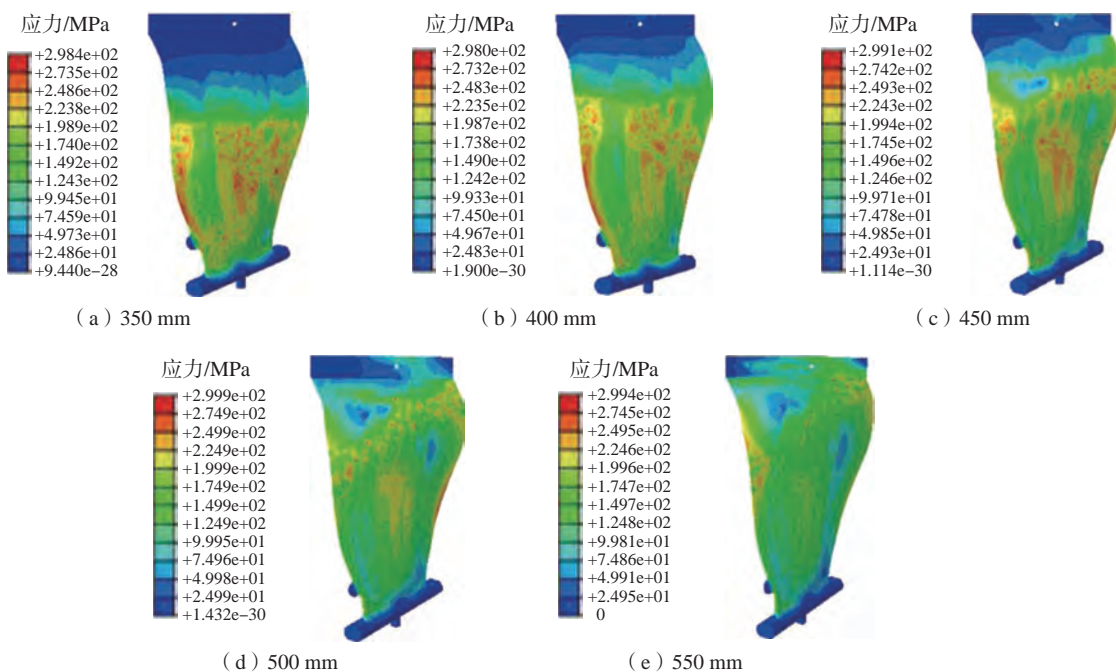 应力/MPa
+2.984e+02
+2.735e+02
+2.486e+02
+2.238e+02
+1.989e+02
+1.740e+02
+1.492e+02
+1.243e+02
+9.945e+01
+7.459e+01
+4.973e+01
+2.486e+01
+9.440e−28
（a）350 mm
应力/MPa
+2.980e+02
+2.732e+02
+2.483e+02
+2.235e+02
+1.987e+02
+1.738e+02
+1.490e+02
+1.242e+02
+9.933e+01
+7.450e+01
+4.967e+01
+2.483e+01
+1.900e−30
（b）400 mm
应力/MPa
+2.991e+02
+2.742e+02
+2.493e+02
+2.243e+02
+1.994e+02
+1.745e+02
+1.496e+02
+1.246e+02
+9.971e+01
+7.478e+01
+4.985e+01
+2.493e+01
+1.114e−30
（c）450 mm
应力/MPa
+2.999e+02
+2.749e+02
+2.499e+02
+2.249e+02
+1.999e+02
+1.749e+02
+1.499e+02
+1.249e+02
+9.995e+01
+7.496e+01
+4.998e+01
+2.499e+01
+1.432e−30
（d）500 mm
应力/MPa
+2.994e+02
+2.745e+02
+2.495e+02
+2.246e+02
+1.996e+02
+1.747e+02
+1.497e+02
+1.248e+02
+9.981e+01
+7.486e+01
+4.991e+01
+2.495e+01
0
（e）550 mm